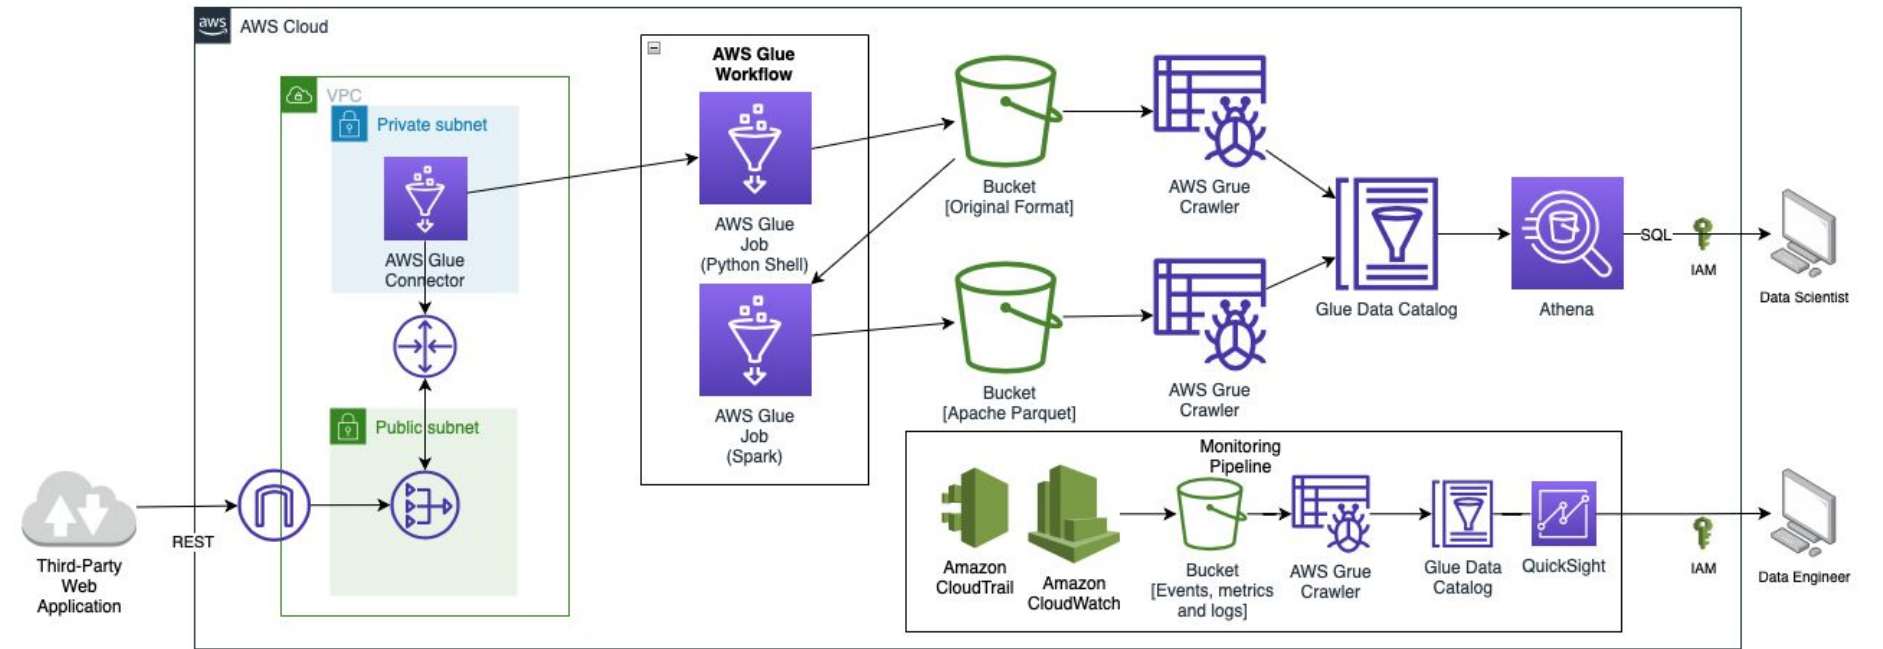 aws
AWS Cloud
VPC
Private subnet
AWS Glue
Connector
Public subnet
REST
Third-Party
Web
Application
AWS Glue
Workflow
AWS Glue
Job
(Python Shell)
AWS Glue
Job
(Spark)
Bucket
[Original Format]
AWS Grue
Crawler
Bucket
[Apache Parquet]
AWS Grue
Crawler
Glue Data Catalog
Athena
SQL
IAM
Data Scientist
Monitoring
Pipeline
Amazon
CloudTrail
Amazon
CloudWatch
Bucket
[Events, metrics
and logs]
AWS Grue
Crawler
Glue Data
Catalog
QuickSight
IAM
Data Engineer